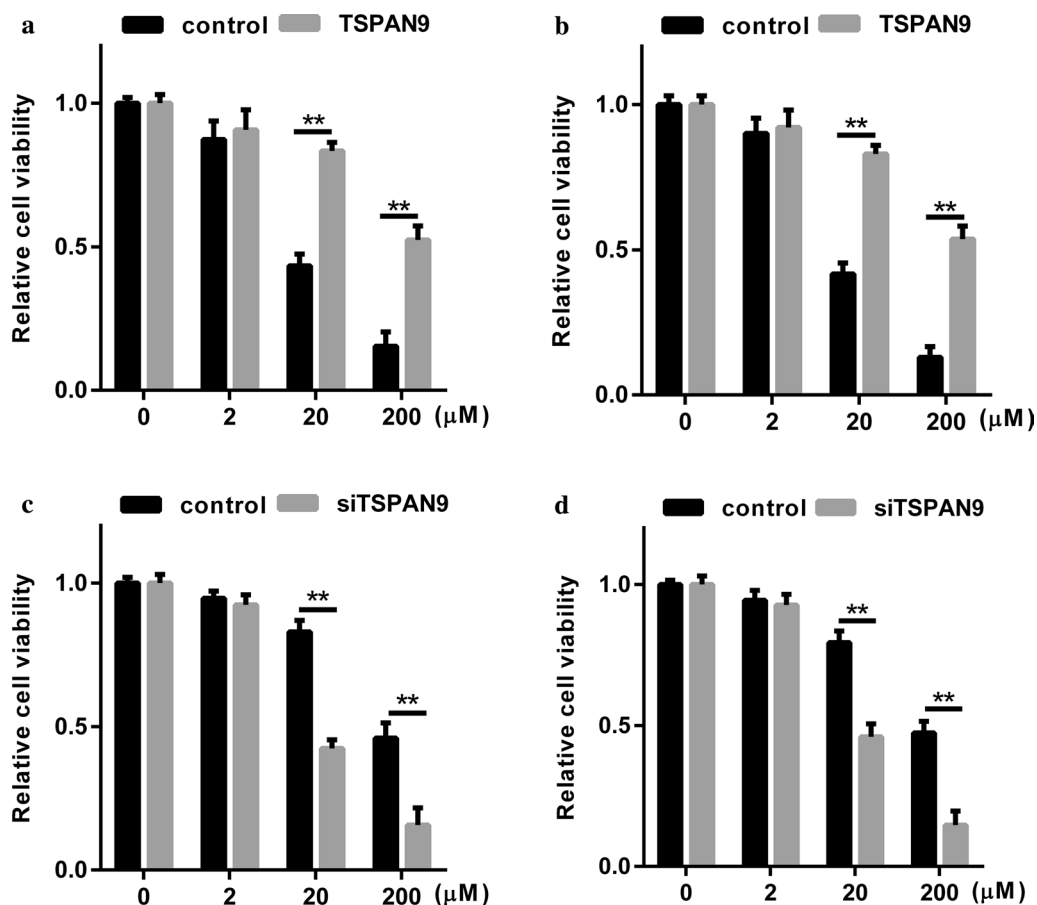 a
control TSPAN9
Relative cell viability
1.0
0.5
0.0
**
**
0 2 20 200 (μM)
b
control TSPAN9
Relative cell viability
1.0
0.5
0.0
**
**
0 2 20 200 (μM)
c
control siTSPAN9
Relative cell viability
1.0
0.5
0.0
**
**
0 2 20 200 (μM)
d
control siTSPAN9
Relative cell viability
1.0
0.5
0.0
**
**
0 2 20 200 (μM)